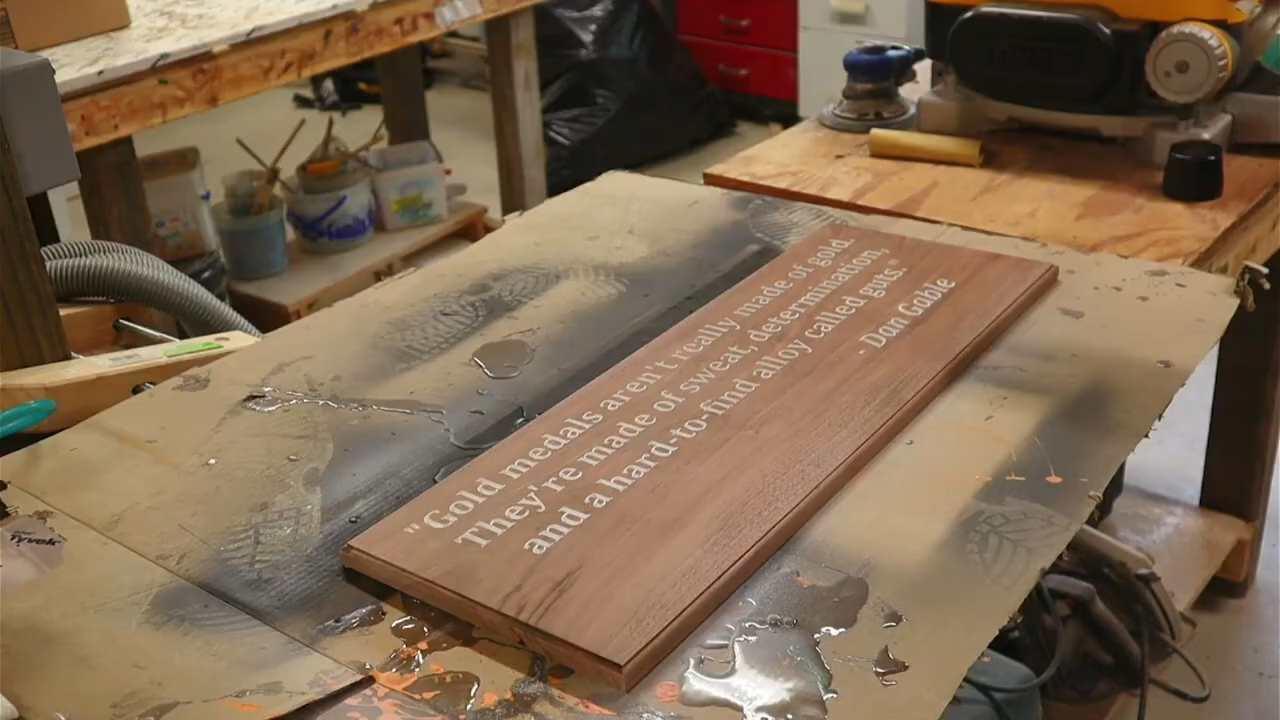 "Gold medals aren't really made of gold.
They're made of sweat, determination,
and a hard-to-find alloy called guts."
- Dan Gable
Tyvek